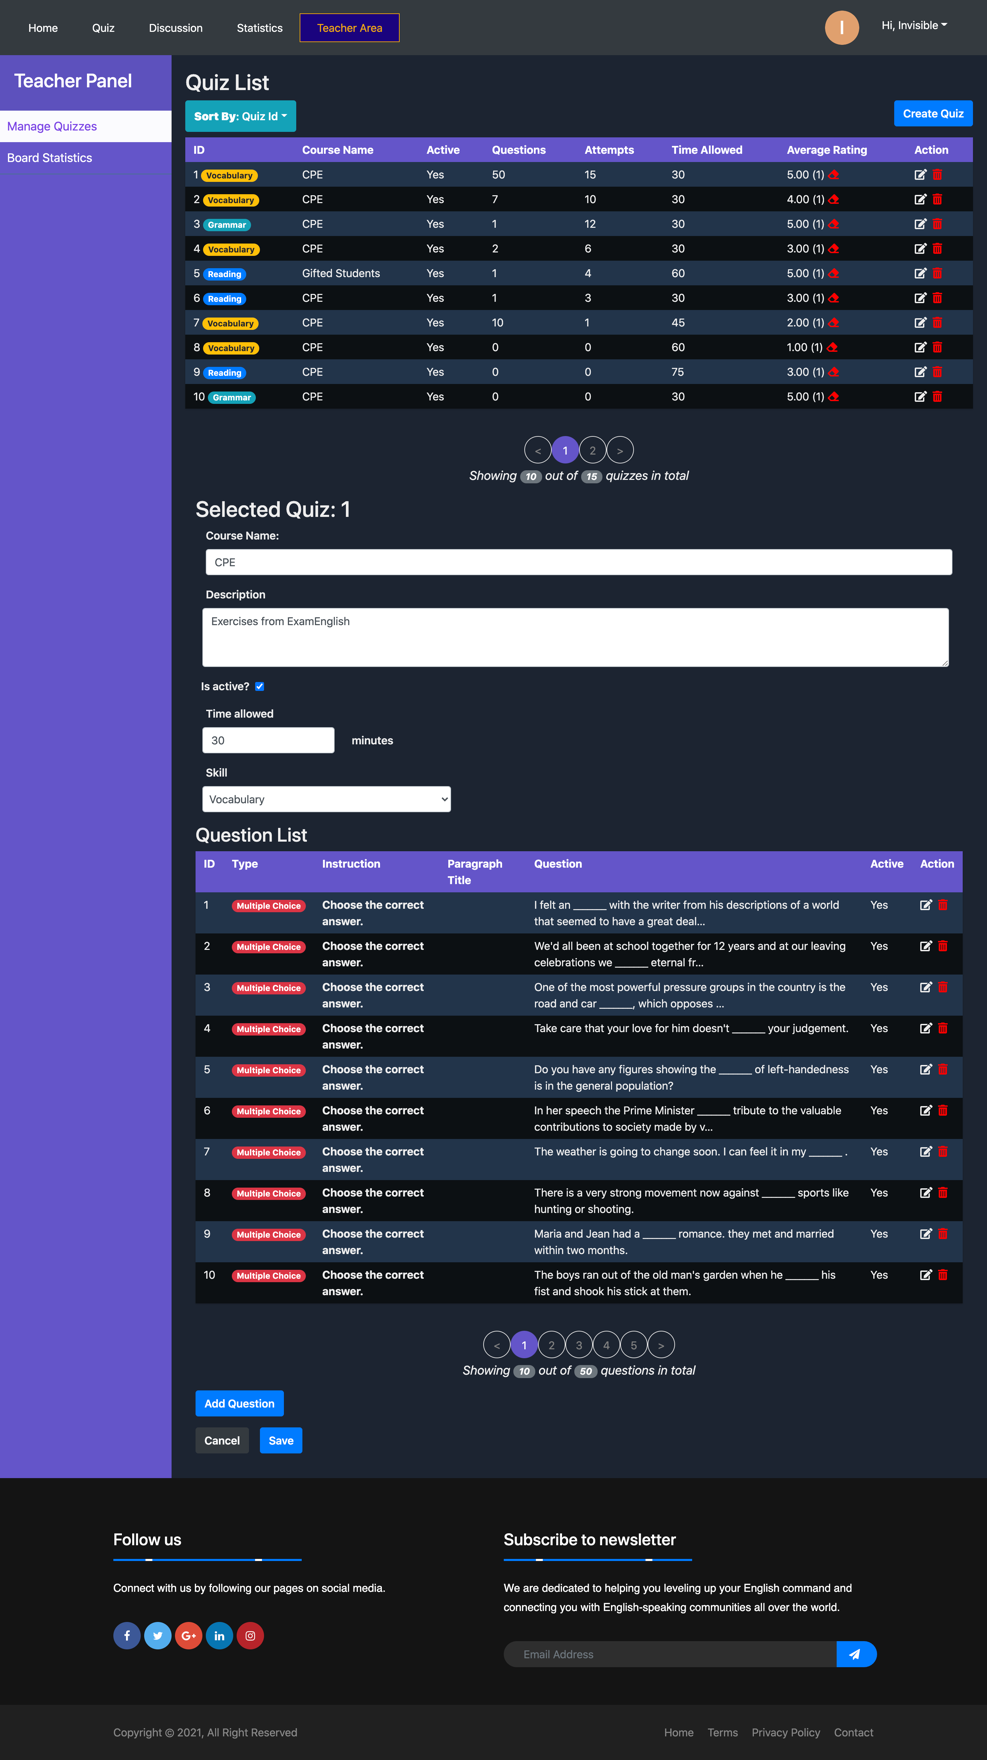 Home Quiz Discussion Statistics Teacher Area I Hi, Invisible
Teacher Panel
Manage Quizzes
Board Statistics
Quiz List
Sort By: Quiz Id Create Quiz
ID Course Name Active Questions Attempts Time Allowed Average Rating Action
1 Vocabulary CPE Yes 50 15 30 5.00 (1)
2 Vocabulary CPE Yes 7 10 30 4.00 (1)
3 Grammar CPE Yes 1 12 30 5.00 (1)
4 Vocabulary CPE Yes 2 6 30 3.00 (1)
5 Reading Gifted Students Yes 1 4 60 5.00 (1)
6 Reading CPE Yes 1 3 30 3.00 (1)
7 Vocabulary CPE Yes 10 1 45 2.00 (1)
8 Vocabulary CPE Yes 0 0 60 1.00 (1)
9 Reading CPE Yes 0 0 75 3.00 (1)
10 Grammar CPE Yes 0 0 30 5.00 (1)
< 1 2 >
Showing 10 out of 15 quizzes in total
Selected Quiz: 1
Course Name:
CPE
Description
Exercises from ExamEnglish
Is active?
Time allowed
30 minutes
Skill
Vocabulary
Question List
ID Type Instruction Paragraph Title Question Active Action
1 Multiple Choice Choose the correct answer. I felt an ______ with the writer from his descriptions of a world that seemed to have a great deal... Yes
2 Multiple Choice Choose the correct answer. We'd all been at school together for 12 years and at our leaving celebrations we ______ eternal fr... Yes
3 Multiple Choice Choose the correct answer. One of the most powerful pressure groups in the country is the road and car ______, which opposes ... Yes
4 Multiple Choice Choose the correct answer. Take care that your love for him doesn't ______ your judgement. Yes
5 Multiple Choice Choose the correct answer. Do you have any figures showing the ______ of left-handedness is in the general population? Yes
6 Multiple Choice Choose the correct answer. In her speech the Prime Minister ______ tribute to the valuable contributions to society made by v... Yes
7 Multiple Choice Choose the correct answer. The weather is going to change soon. I can feel it in my ______ . Yes
8 Multiple Choice Choose the correct answer. There is a very strong movement now against ______ sports like hunting or shooting. Yes
9 Multiple Choice Choose the correct answer. Maria and Jean had a ______ romance. they met and married within two months. Yes
10 Multiple Choice Choose the correct answer. The boys ran out of the old man's garden when he ______ his fist and shook his stick at them. Yes
< 1 2 3 4 5 >
Showing 10 out of 50 questions in total
Add Question
Cancel Save
Follow us
Connect with us by following our pages on social media.
Subscribe to newsletter
We are dedicated to helping you leveling up your English command and
connecting you with English-speaking communities all over the world.
Email Address
Copyright © 2021, All Right Reserved
Home Terms Privacy Policy Contact